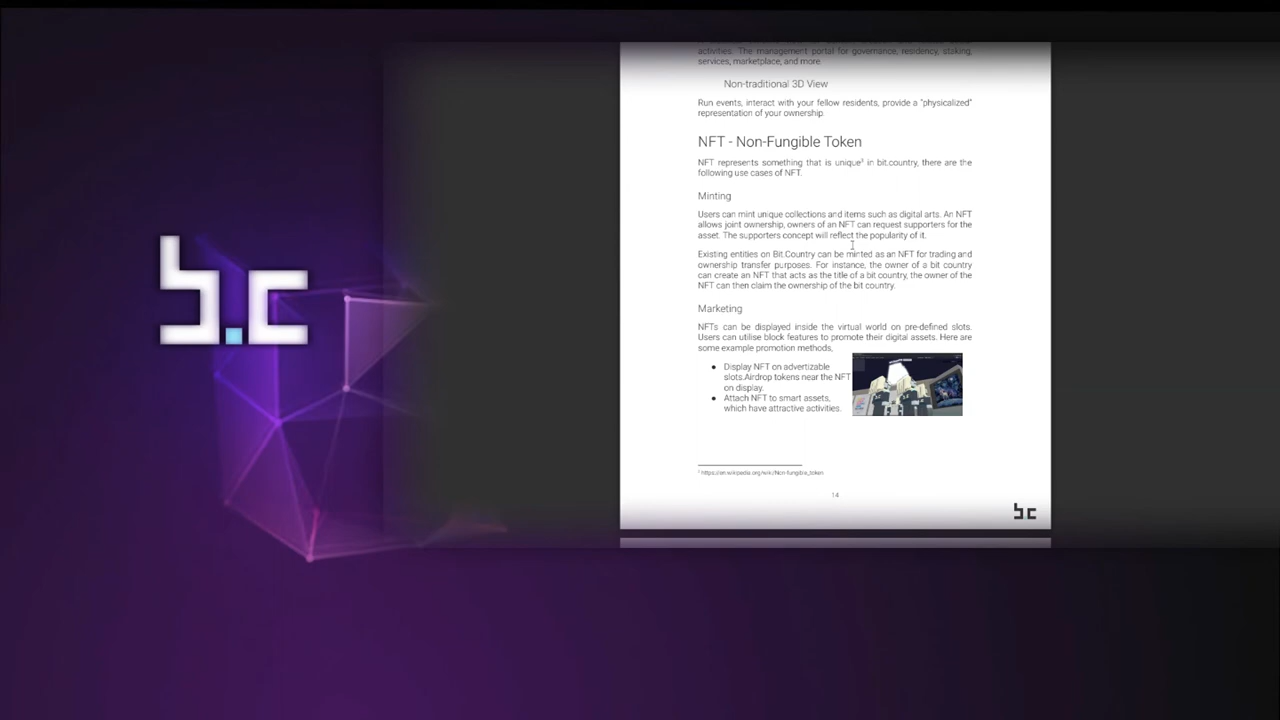 b.c
activities. The management portal for governance, residency, staking,
services, marketplace, and more.
Non-traditional 3D View
Run events, interact with your fellow residents, provide a "physicalized"
representation of your ownership
NFT - Non-Fungible Token
NFT represents something that is unique³ in bit.country, there are the
following use cases of NFT.
Minting
Users can mint unique collections and items such as digital arts. An NFT
allows joint ownership, owners of an NFT can request supporters for the
asset. The supporters concept will reflect the popularity of it.
Existing entities on Bit.Country can be minted as an NFT for trading and
ownership transfer purposes. For instance, the owner of a bit country
can create an NFT that acts as the title of a bit country, the owner of the
NFT can then claim the ownership of the bit country.
Marketing
NFTs can be displayed inside the virtual world on pre-defined slots.
Users can utilise block features to promote their digital assets. Here are
some example promotion methods,
● Display NFT on advertizable
slots.Airdrop tokens near the NFT
on display.
● Attach NFT to smart assets,
which have attractive activities.
³ https://en.wikipedia.org/wiki/Non-fungible_token
14
bc